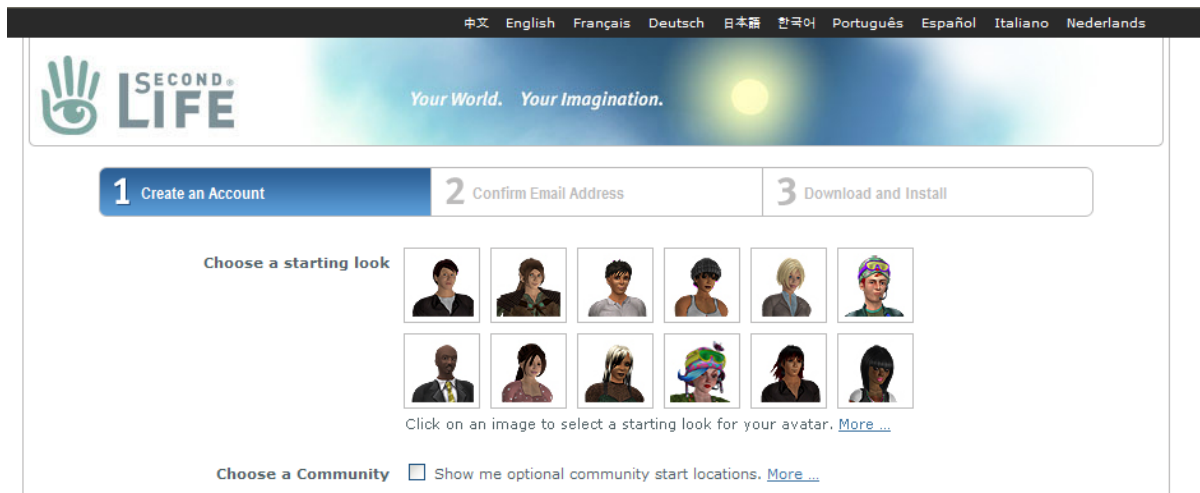 中文 English Français Deutsch 日本語 한국어 Português Español Italiano Nederlands
SECOND®
LIFE
Your World. Your Imagination.
1 Create an Account 2 Confirm Email Address 3 Download and Install
Choose a starting look
Click on an image to select a starting look for your avatar. More ...
Choose a Community Show me optional community start locations. More ...